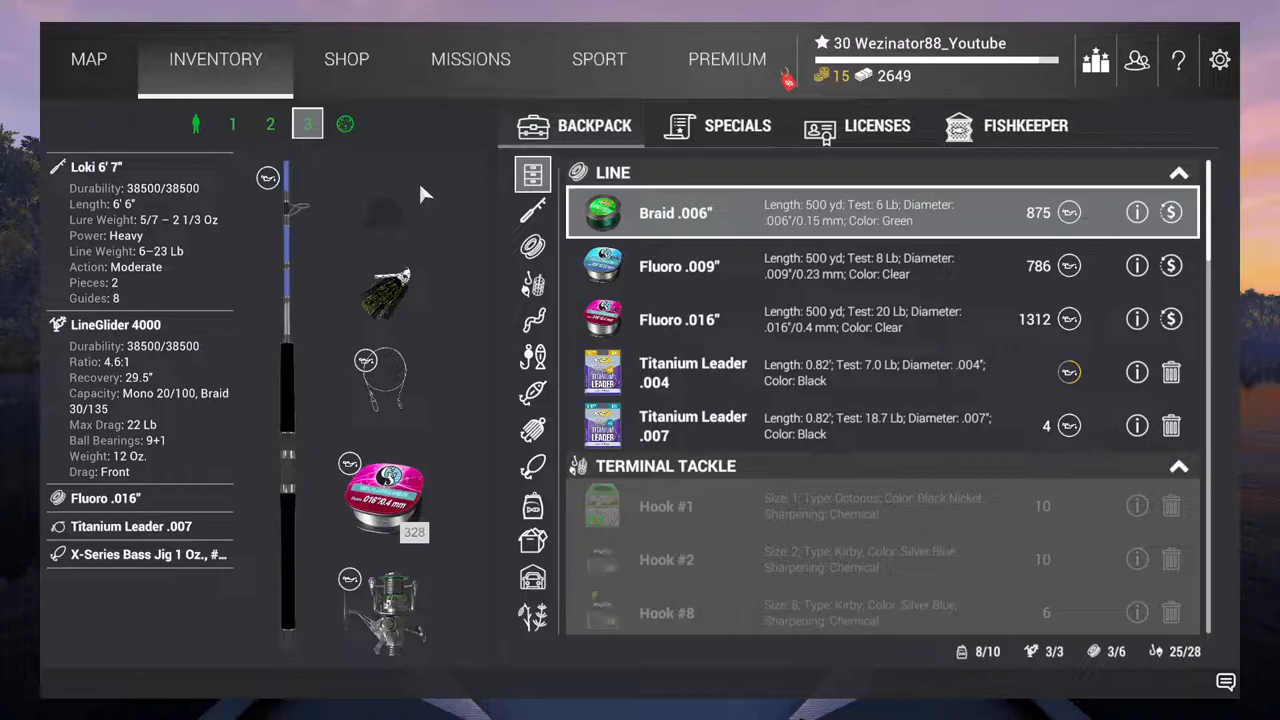 MAP
INVENTORY
SHOP
MISSIONS
SPORT
PREMIUM
30 Wezinator88_Youtube
15 2649
1 2 3
BACKPACK
SPECIALS
LICENSES
FISHKEEPER
Loki 6' 7"
Durability: 38500/38500
Length: 6' 6"
Lure Weight: 5/7 – 2 1/3 Oz
Power: Heavy
Line Weight: 6–23 Lb
Action: Moderate
Pieces: 2
Guides: 8
LineGlider 4000
Durability: 38500/38500
Ratio: 4.6:1
Recovery: 29.5"
Capacity: Mono 20/100, Braid
30/135
Max Drag: 22 Lb
Ball Bearings: 9+1
Weight: 12 Oz.
Drag: Front
Fluoro .016"
Titanium Leader .007
X-Series Bass Jig 1 Oz., #...
016"/0.4 mm
328
LINE
Braid .006"
Length: 500 yd; Test: 6 Lb; Diameter:
.006"/0.15 mm; Color: Green
875
Fluoro .009"
Length: 500 yd; Test: 8 Lb; Diameter:
.009"/0.23 mm; Color: Clear
786
Fluoro .016"
Length: 500 yd; Test: 20 Lb; Diameter:
.016"/0.4 mm; Color: Clear
1312
Titanium Leader
.004
Length: 0.82'; Test: 7.0 Lb; Diameter: .004";
Color: Black
Titanium Leader
.007
Length: 0.82'; Test: 18.7 Lb; Diameter: .007";
Color: Black
4
TERMINAL TACKLE
Hook #1
Size: 1; Type: Octopus; Color: Black Nickel
Sharpening: Chemical
10
Hook #2
Size: 2; Type: Kirby; Color: Silver Blue,
Sharpening: Chemical
10
Hook #8
Size: 8; Type: Kirby; Color: Silver Blue,
Sharpening: Chemical
6
8/10 3/3 3/6 25/28